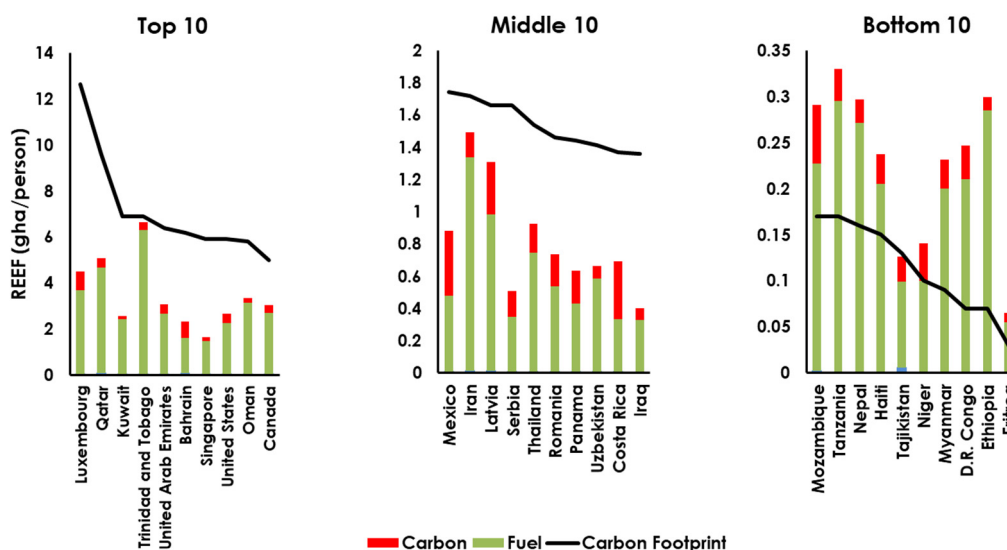 Top 10
Middle 10
Bottom 10
REEF (gha/person)
14
12
10
8
6
4
2
0
Luxembourg
Qatar
Kuwait
Trinidad and Tobago
United Arab Emirates
Bahrain
Singapore
United States
Oman
Canada
2
1.8
1.6
1.4
1.2
1
0.8
0.6
0.4
0.2
0
Mexico
Iran
Latvia
Serbia
Thailand
Romania
Panama
Uzbekistan
Costa Rica
Iraq
0.35
0.3
0.25
0.2
0.15
0.1
0.05
0
Mozambique
Tanzania
Nepal
Haiti
Tajikistan
Niger
Myanmar
D.R. Congo
Ethiopia
Carbon
Fuel
Carbon Footprint